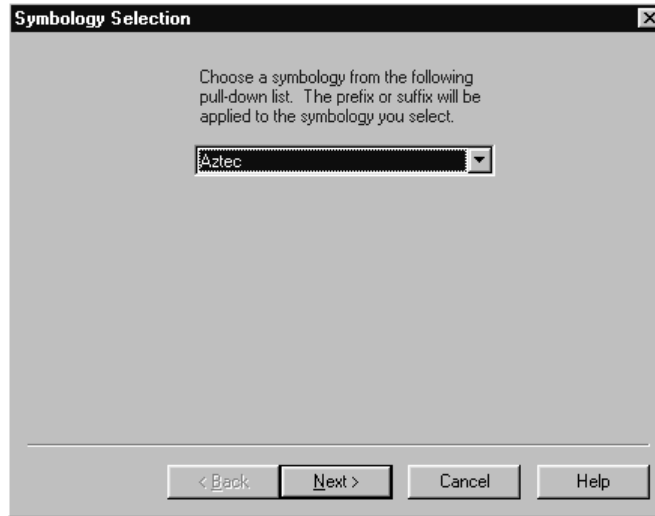 Symbology Selection
Choose a symbology from the following
pull-down list. The prefix or suffix will be
applied to the symbology you select.
Aztec
< Back Next > Cancel Help